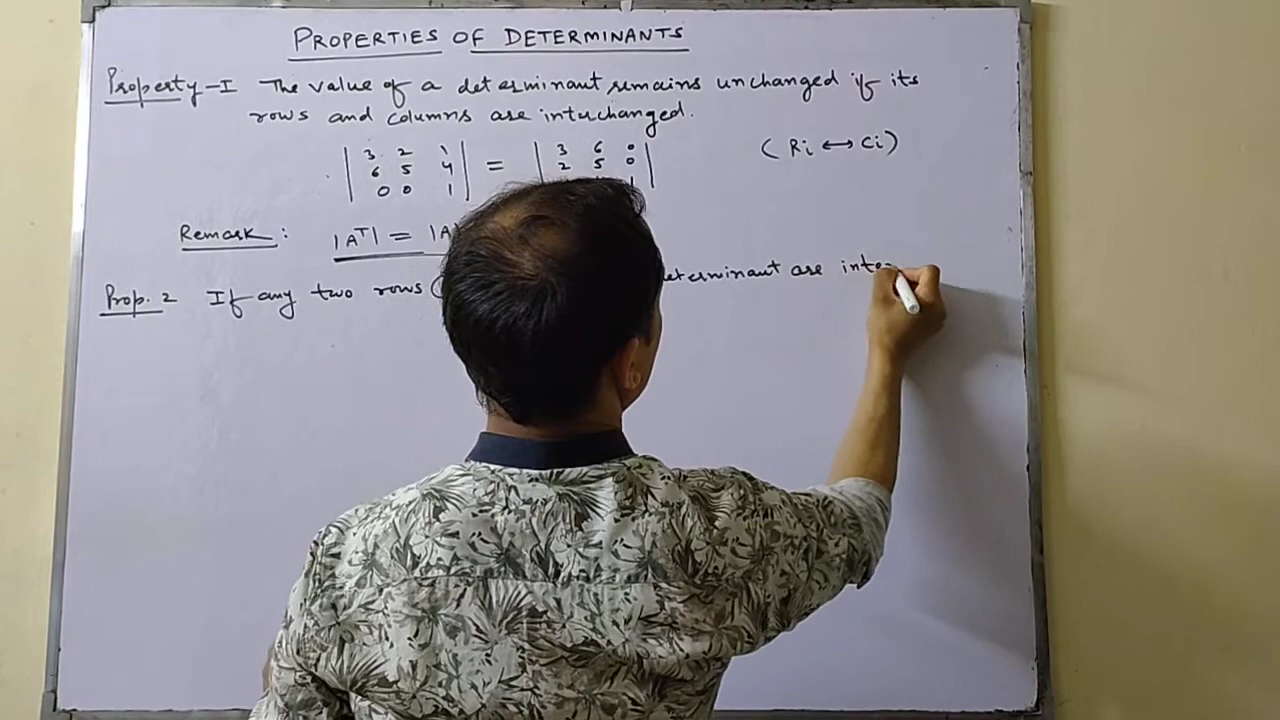 PROPERTIES OF DETERMINANTS
Property-I The value of a determinant remains unchanged if its
rows and columns are interchanged.
(Ri ↔ Ci)
| 3 2 1 | = | 3 6 0 |
| 6 5 4 | | 2 5 0 |
| 0 0 1 |
Remark : |Aᵀ| = |A
Prop. 2 If any two rows ( determinant are inte